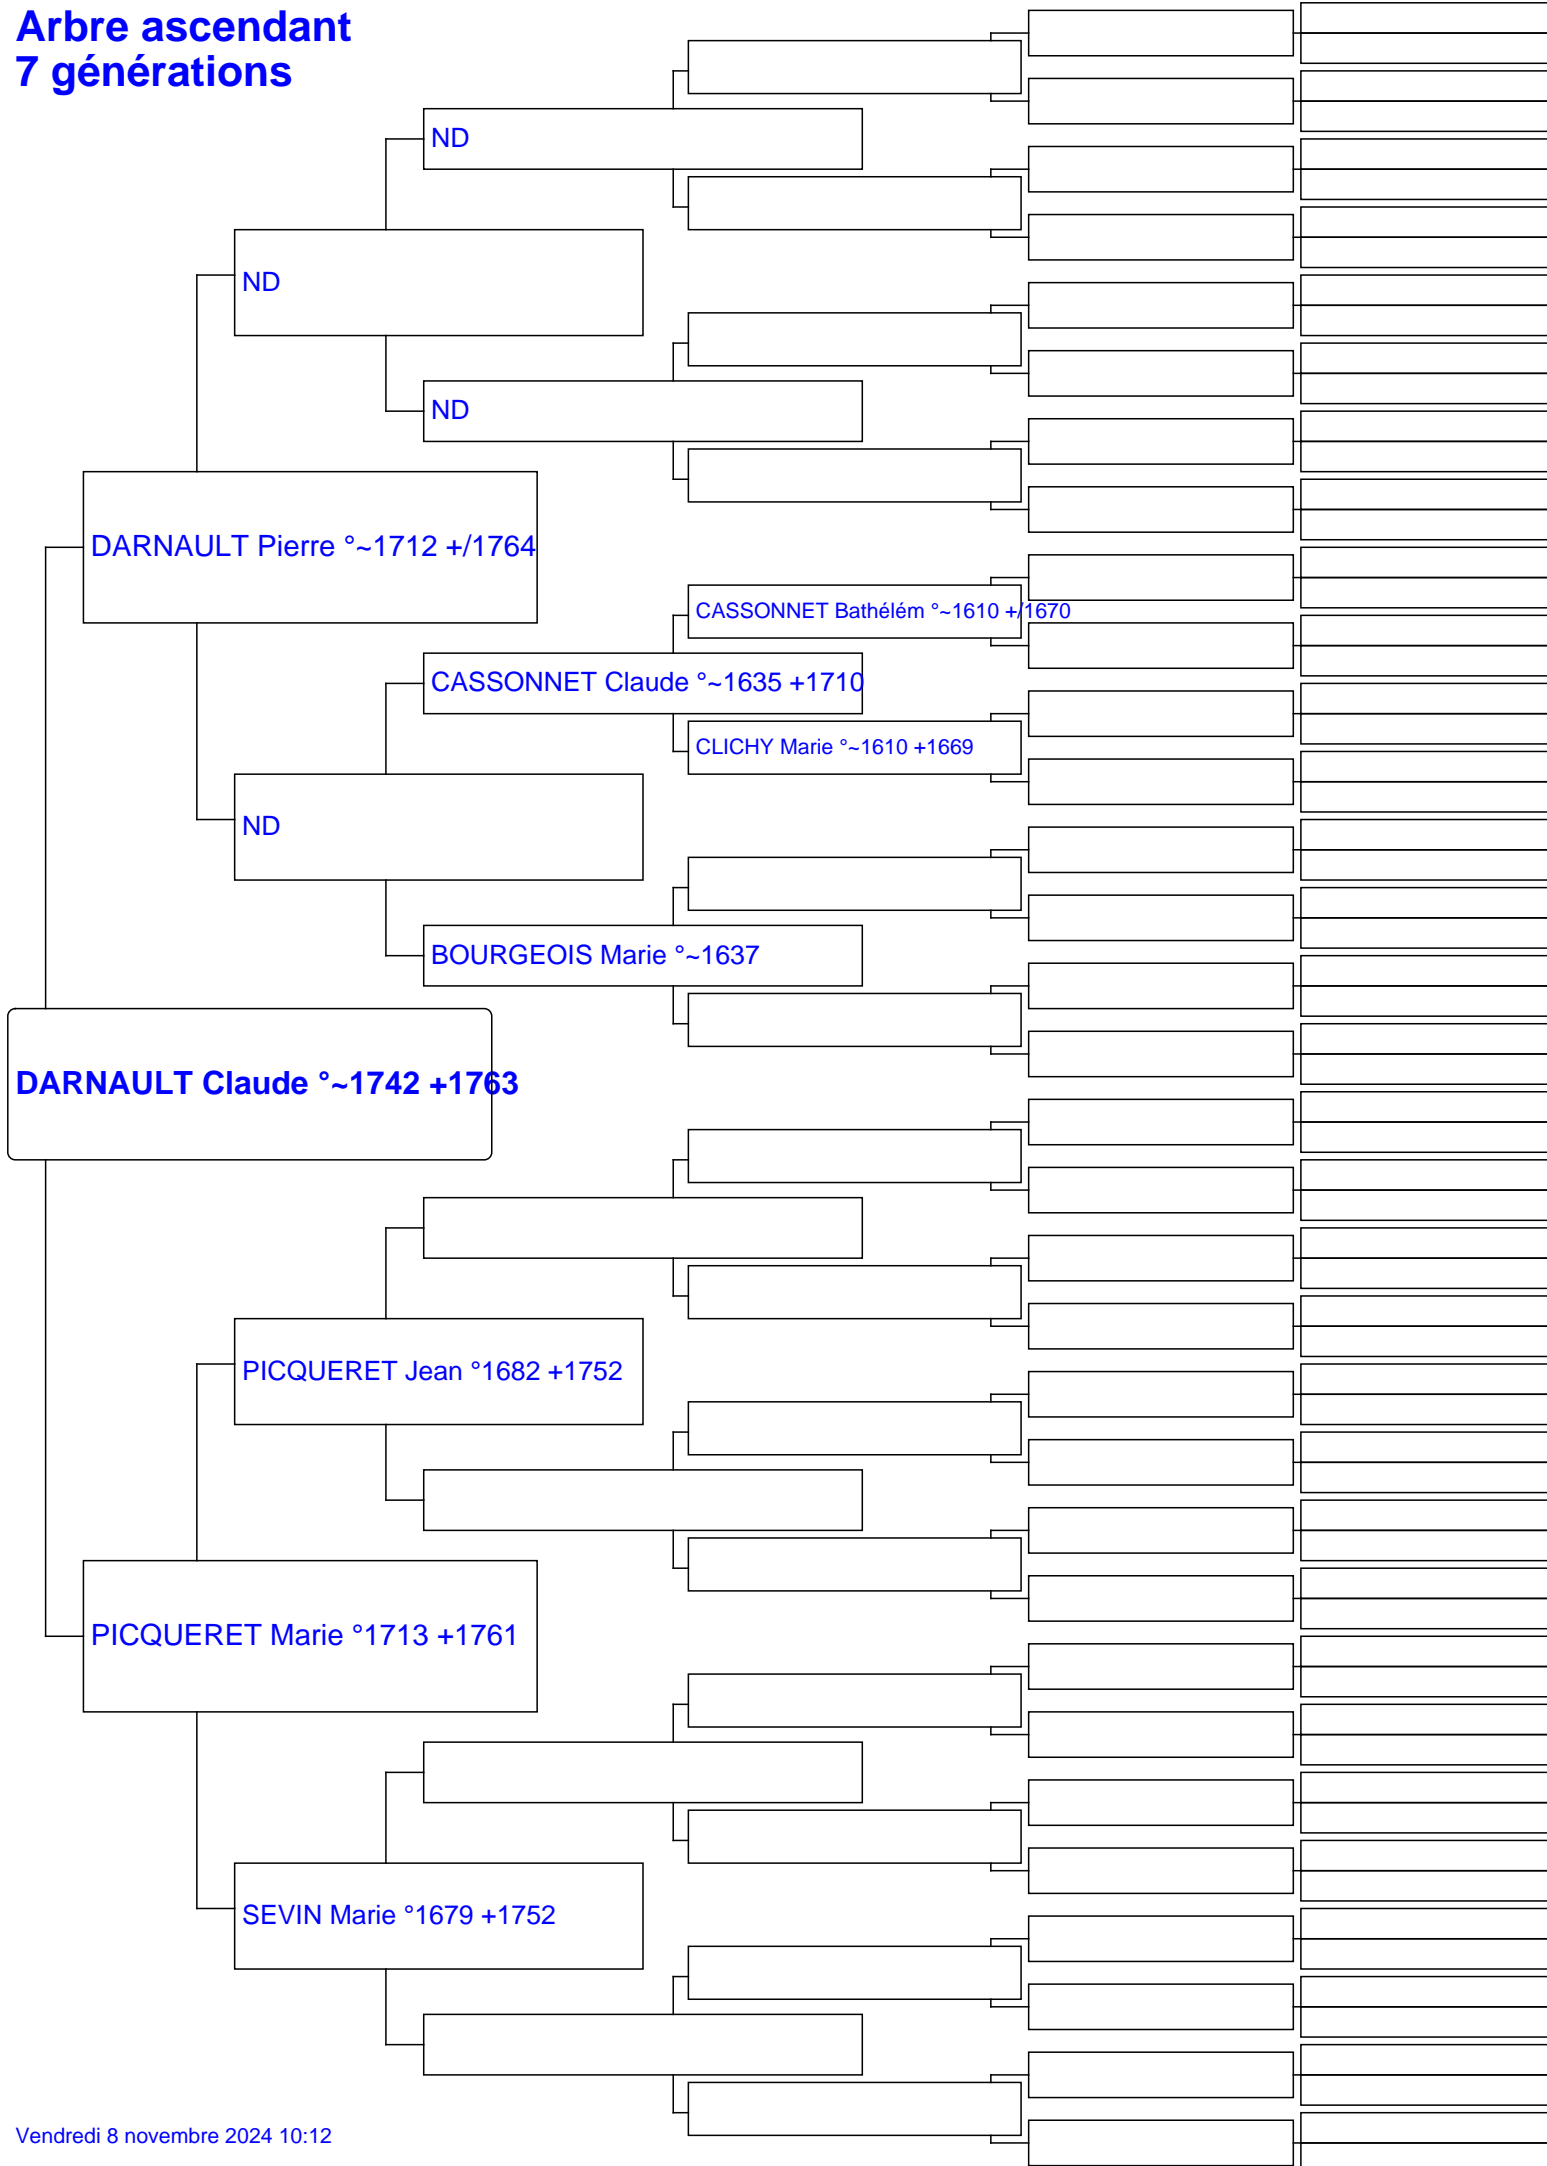 Arbre ascendant
7 générations
ND
ND
ND
DARNAULT Pierre °~1712 +/1764
CASSONNET Bathélém °~1610 +/1670
CASSONNET Claude °~1635 +1710
CLICHY Marie °~1610 +1669
ND
BOURGEOIS Marie °~1637
DARNAULT Claude °~1742 +1763
PICQUERET Jean °1682 +1752
PICQUERET Marie °1713 +1761
SEVIN Marie °1679 +1752
Vendredi 8 novembre 2024 10:12